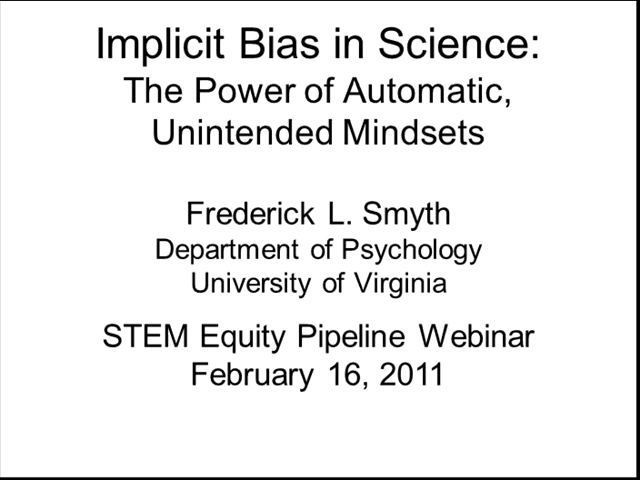 Implicit Bias in Science:
The Power of Automatic,
Unintended Mindsets
Frederick L. Smyth
Department of Psychology
University of Virginia
STEM Equity Pipeline Webinar
February 16, 2011